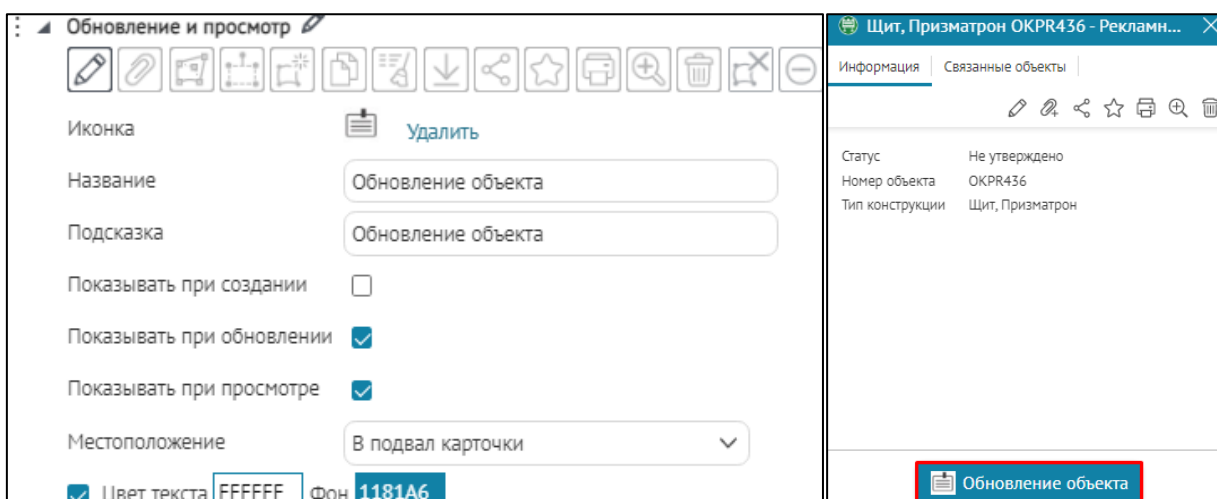 Обновление и просмотр
Иконка
Удалить
Название
Обновление объекта
Подсказка
Обновление объекта
Показывать при создании
Показывать при обновлении
Показывать при просмотре
Местоположение
В подвал карточки
Цвет текста FFFFFF Фон 1181A6
Щит, Призматрон OKPR436 - Рекламн...
Информация Связанные объекты
Статус Не утверждено
Номер объекта OKPR436
Тип конструкции Щит, Призматрон
Обновление объекта